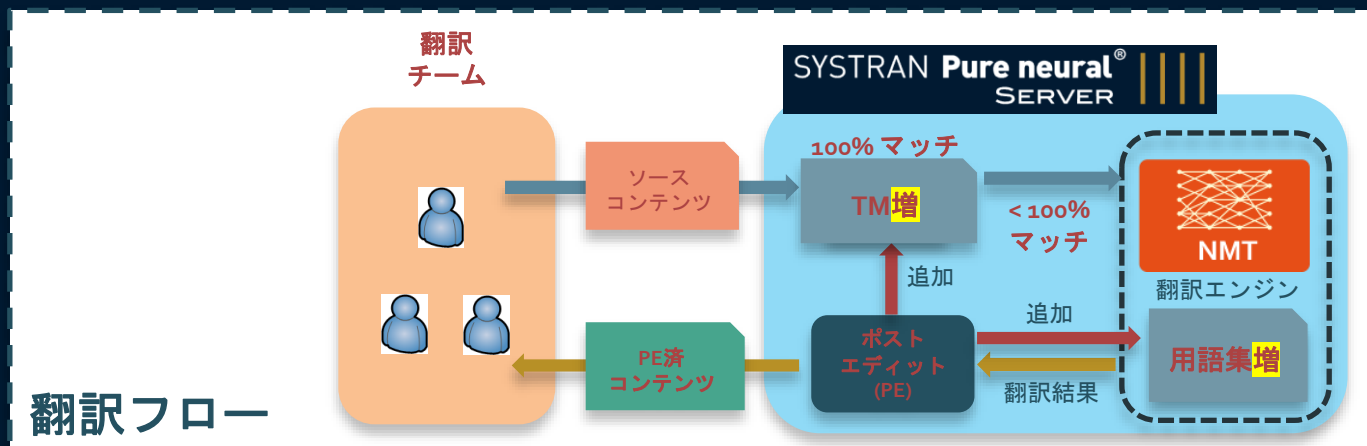 翻訳
チーム
SYSTRAN Pure neural®
SERVER
100% マッチ
ソース
コンテンツ
TM増
< 100%
マッチ
NMT
翻訳エンジン
追加
追加
ポスト
エディット
(PE)
用語集増
PE済
コンテンツ
翻訳結果
翻訳フロー